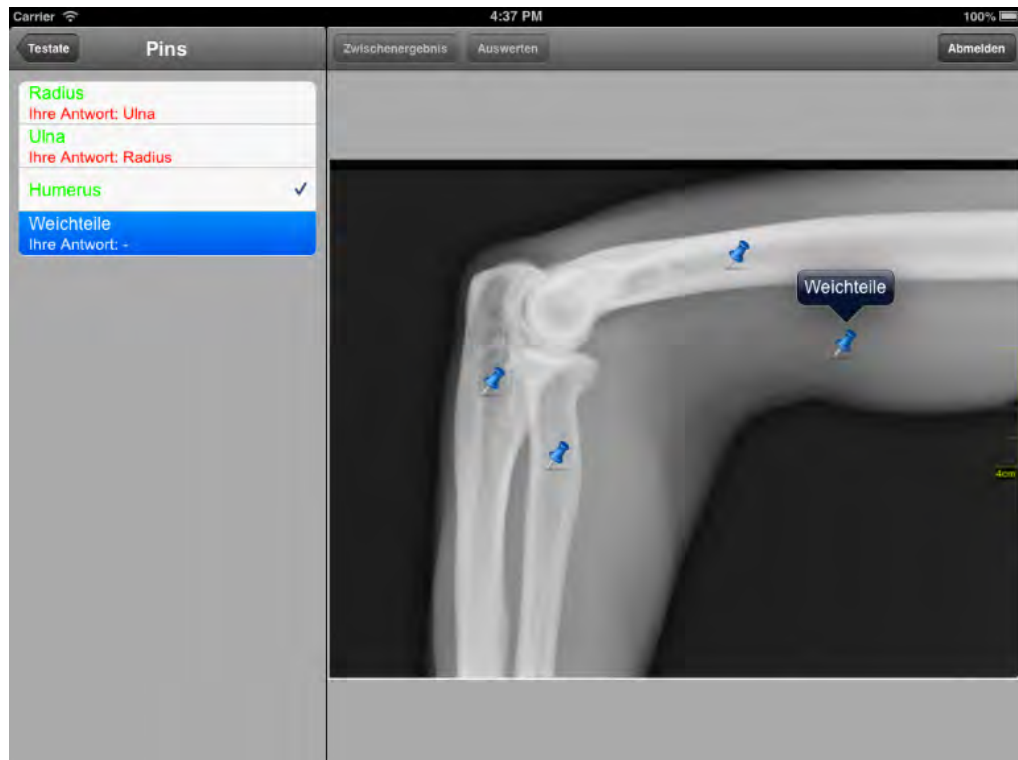 Carrier 4:37 PM 100%
Testate Pins Zwischenergebnis Auswerten Abmelden
Radius
Ihre Antwort: Ulna
Ulna
Ihre Antwort: Radius
Humerus
Weichteile
Ihre Antwort: -
Weichteile
4cm